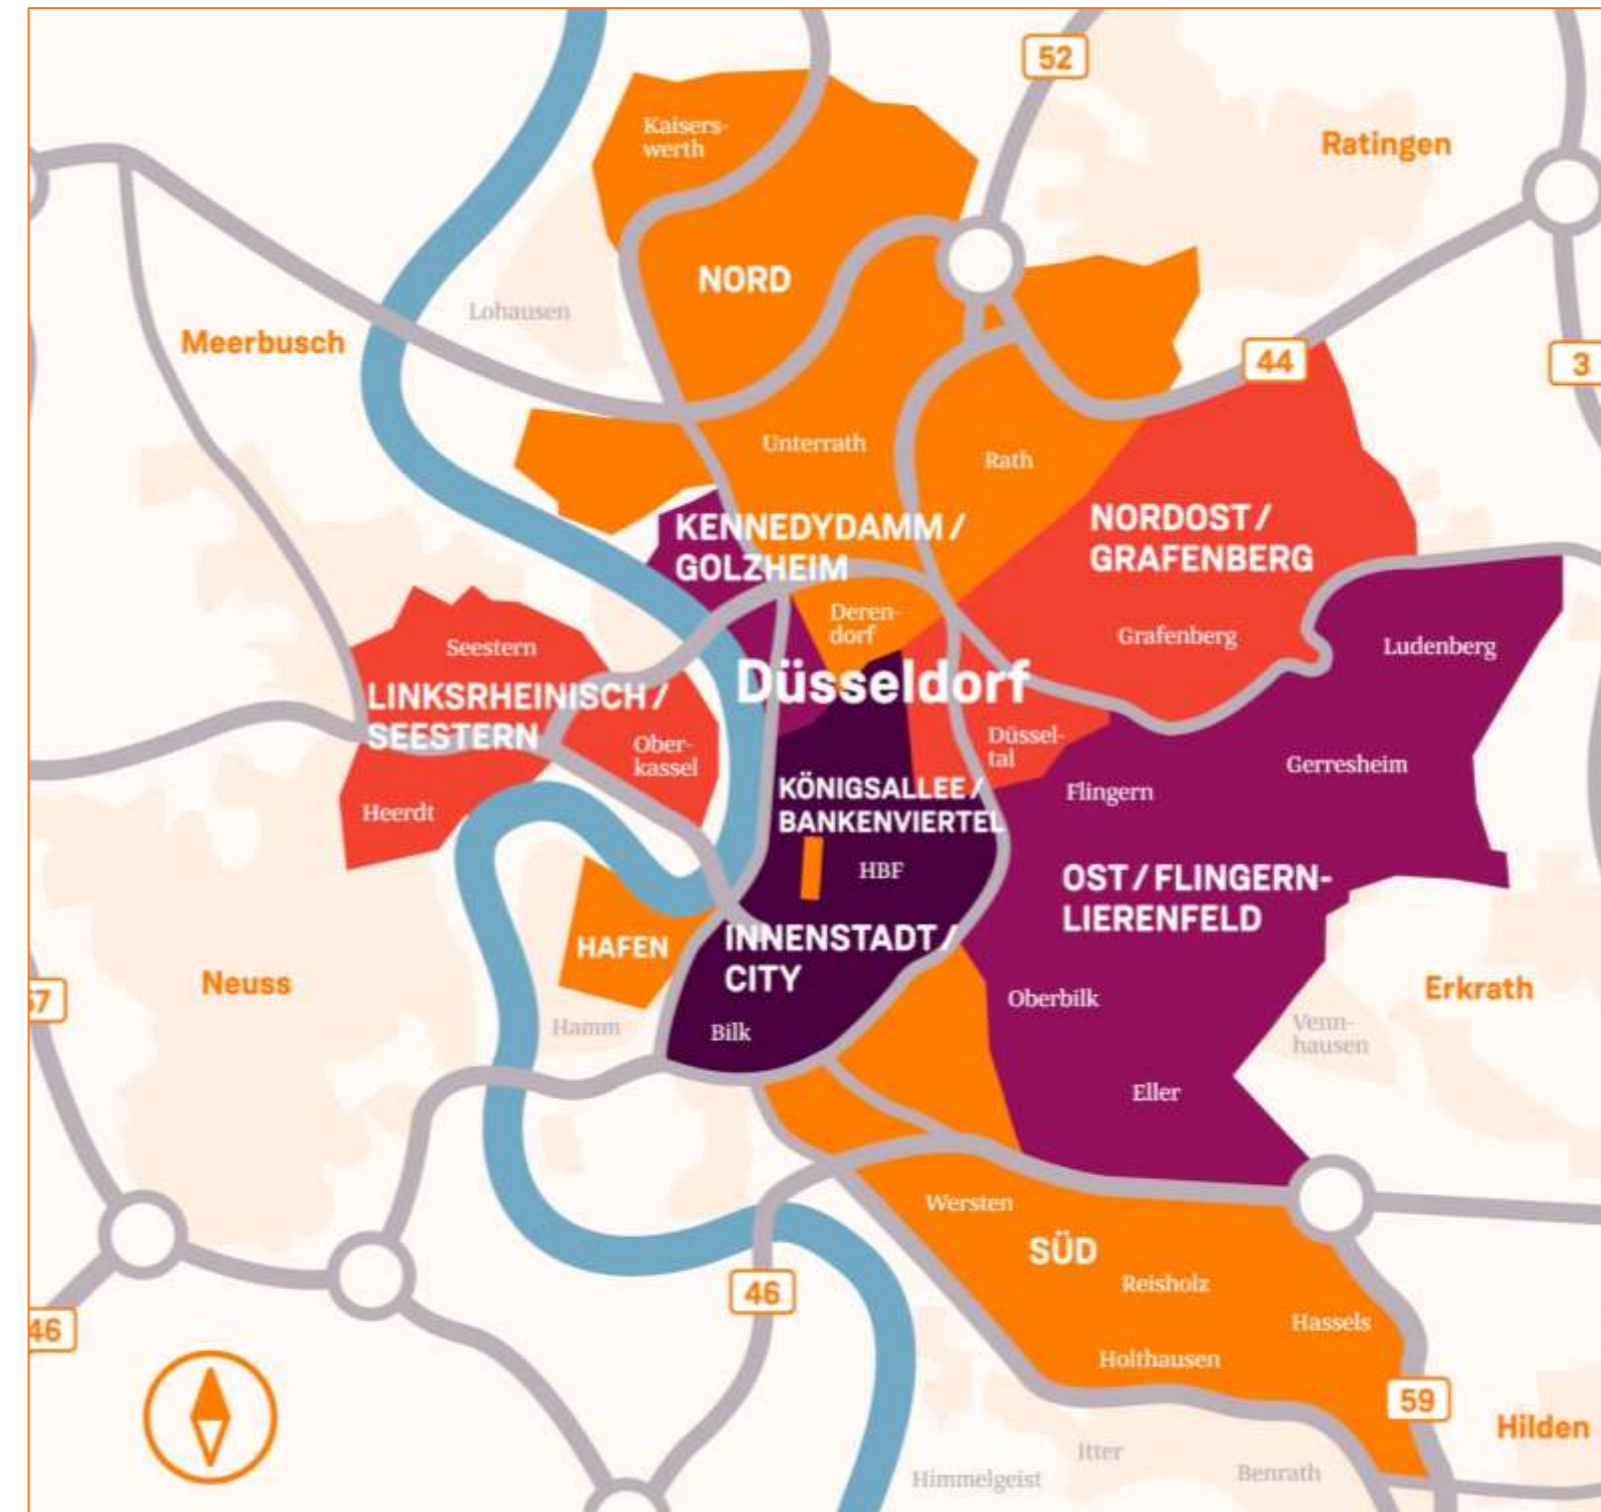 52
Ratingen
Kaisers-
werth
NORD
Lohausen
Meerbusch
44
3
Unterrath
Rath
KENNEDYDAMM /
GOLZHEIM
NORDOST /
GRAFENBERG
Deren-
dorf
Grafenberg
Ludenberg
Seestern
Düsseldorf
LINKSRHEINISCH /
SEESTERN
Ober-
kassel
Düssel-
tal
Gerresheim
Flingern
Heerdt
KÖNIGSALLEE /
BANKENVIERTEL
HBF
OST / FLINGERN-
LIERENFELD
HAFEN
INNENSTADT /
CITY
Neuss
57
Erkrath
Oberbilk
Hamm
Bilk
Venn-
hausen
Eller
Wersten
SÜD
Reisholz
46
46
Hassels
Holthausen
59
Hilden
Itter
Himmelgeist
Benrath